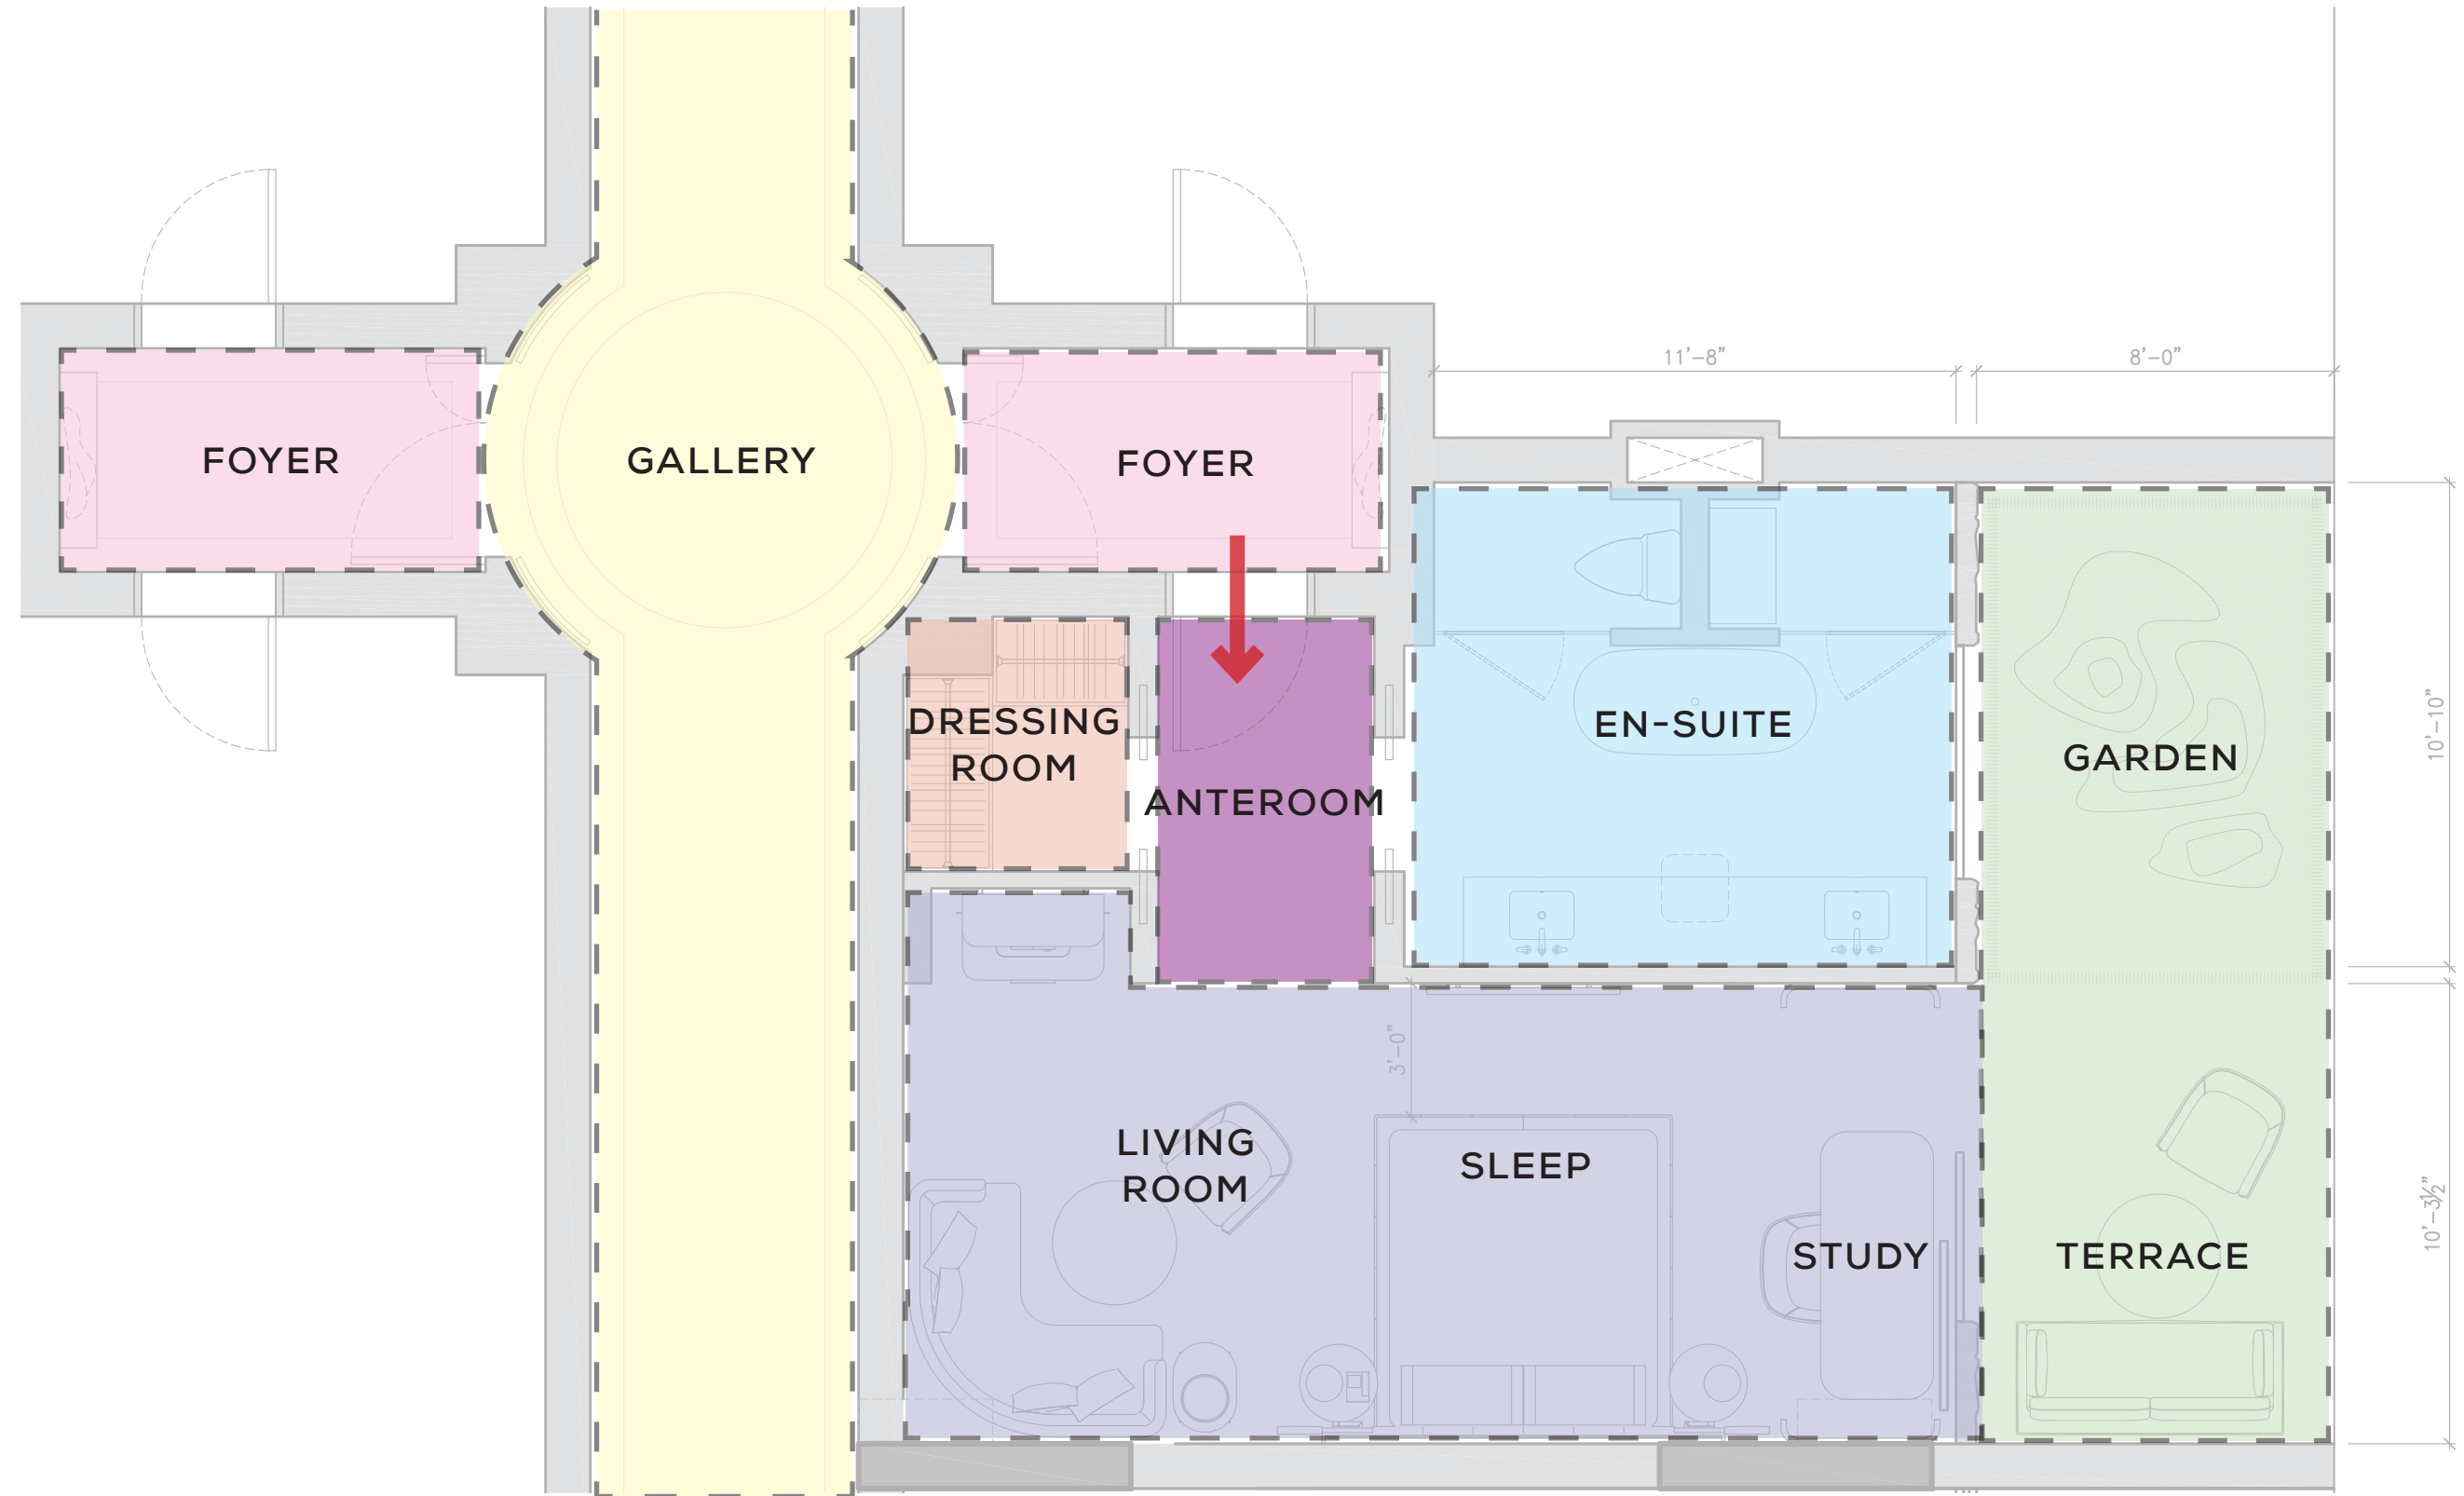 11'-8"
8'-0"
FOYER
GALLERY
FOYER
DRESSING
ROOM
EN-SUITE
10'-10"
GARDEN
ANTEROOM
3'-0"
LIVING
ROOM
SLEEP
STUDY
TERRACE
10'-3½"